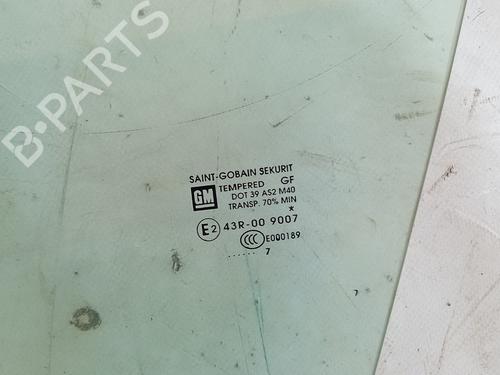 B-PARTS
SAINT-GOBAIN SEKURIT
TEMPERED GF
GM
DOT 39 AS2 M40
TRANSP. 70% MIN
E2 43R-00 9007 *
CCC E000189
...... 7